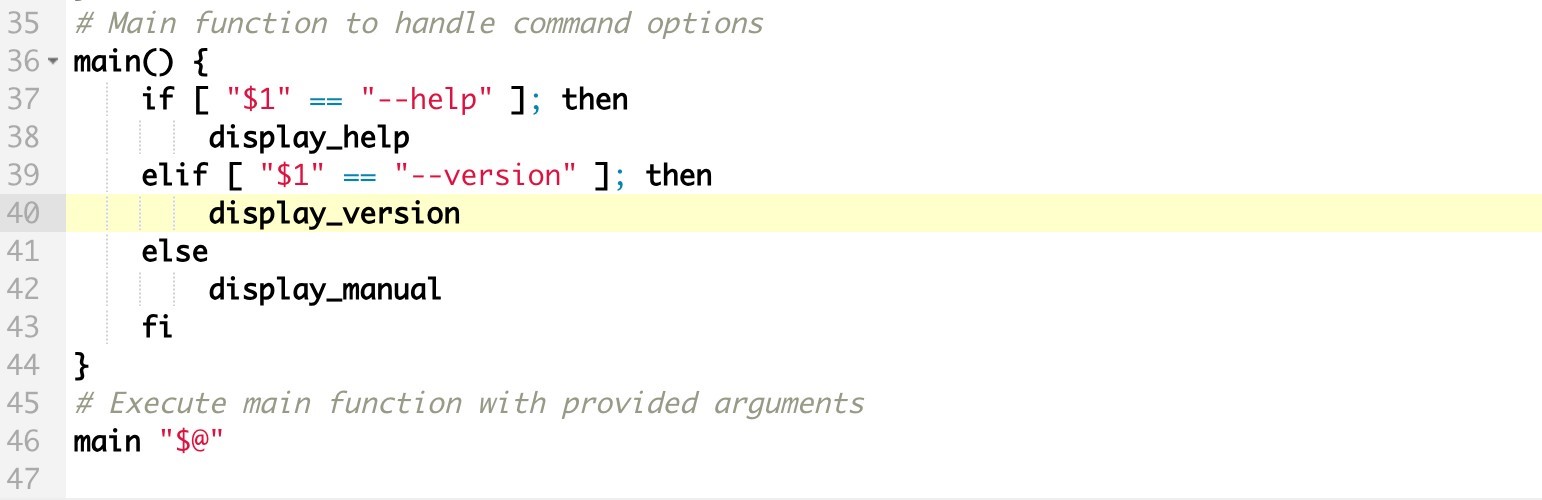 35 # Main function to handle command options
36 main() {
37     if [ "$1" == "--help" ]; then
38         display_help
39     elif [ "$1" == "--version" ]; then
40         display_version
41     else
42         display_manual
43     fi
44 }
45 # Execute main function with provided arguments
46 main "$@"
47